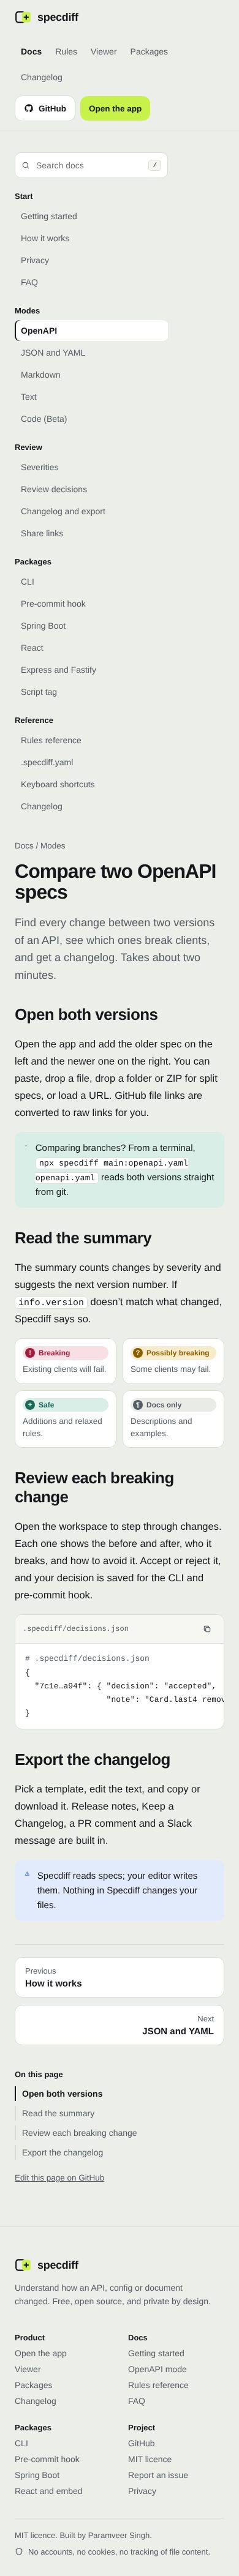 specdiff
Docs Rules Viewer Packages
Changelog
GitHub Open the app
Search docs /
Start
Getting started
How it works
Privacy
FAQ
Modes
OpenAPI
JSON and YAML
Markdown
Text
Code (Beta)
Review
Severities
Review decisions
Changelog and export
Share links
Packages
CLI
Pre-commit hook
Spring Boot
React
Express and Fastify
Script tag
Reference
Rules reference
.specdiff.yaml
Keyboard shortcuts
Changelog
Docs / Modes
Compare two OpenAPI
specs
Find every change between two versions
of an API, see which ones break clients,
and get a changelog. Takes about two
minutes.
Open both versions
Open the app and add the older spec on the
left and the newer one on the right. You can
paste, drop a file, drop a folder or ZIP for split
specs, or load a URL. GitHub file links are
converted to raw links for you.
Comparing branches? From a terminal,
npx specdiff main:openapi.yaml
openapi.yaml reads both versions straight
from git.
Read the summary
The summary counts changes by severity and
suggests the next version number. If
info.version doesn’t match what changed,
Specdiff says so.
! Breaking
Existing clients will fail.
? Possibly breaking
Some clients may fail.
+ Safe
Additions and relaxed
rules.
¶ Docs only
Descriptions and
examples.
Review each breaking
change
Open the workspace to step through changes.
Each one shows the before and after, who it
breaks, and how to avoid it. Accept or reject it,
and your decision is saved for the CLI and
pre-commit hook.
.specdiff/decisions.json
# .specdiff/decisions.json
{
"7c1e…a94f": { "decision": "accepted",
"note": "Card.last4 remov
}
Export the changelog
Pick a template, edit the text, and copy or
download it. Release notes, Keep a
Changelog, a PR comment and a Slack
message are built in.
Specdiff reads specs; your editor writes
them. Nothing in Specdiff changes your
files.
Previous
How it works
Next
JSON and YAML
On this page
Open both versions
Read the summary
Review each breaking change
Export the changelog
Edit this page on GitHub
specdiff
Understand how an API, config or document
changed. Free, open source, and private by design.
Product
Open the app
Viewer
Packages
Changelog
Docs
Getting started
OpenAPI mode
Rules reference
FAQ
Packages
CLI
Pre-commit hook
Spring Boot
React and embed
Project
GitHub
MIT licence
Report an issue
Privacy
MIT licence. Built by Paramveer Singh.
No accounts, no cookies, no tracking of file content.